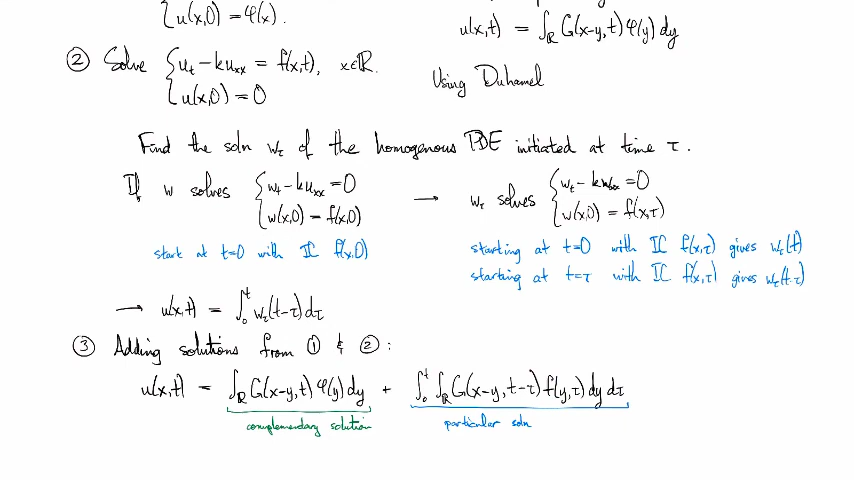 u(x,0) = φ(x).
u(x,t) = ∫_ℝ G(x-y,t) φ(y) dy
② Solve { u_t - k u_xx = f(x,t), x∈ℝ. Using Duhamel
u(x,0) = 0
Find the soln w_τ of the homogenous PDE initiated at time τ.
If w solves { w_t - k u_xx = 0 → w_τ solves { w_t - k w_xx = 0
w(x,0) = f(x,0) w(x,0) = f(x,τ)
start at t=0 with IC f(x,0) starting at t=0 with IC f(x,τ) gives w_τ(t)
starting at t=τ with IC f(x,τ) gives w_τ(t-τ)
→ u(x,t) = ∫_0^t w_τ(t-τ) dτ
③ Adding solutions from ① & ②:
u(x,t) = ∫_ℝ G(x-y,t) φ(y) dy + ∫_0^t ∫_ℝ G(x-y, t-τ) f(y,τ) dy dτ
complementary solution particular soln